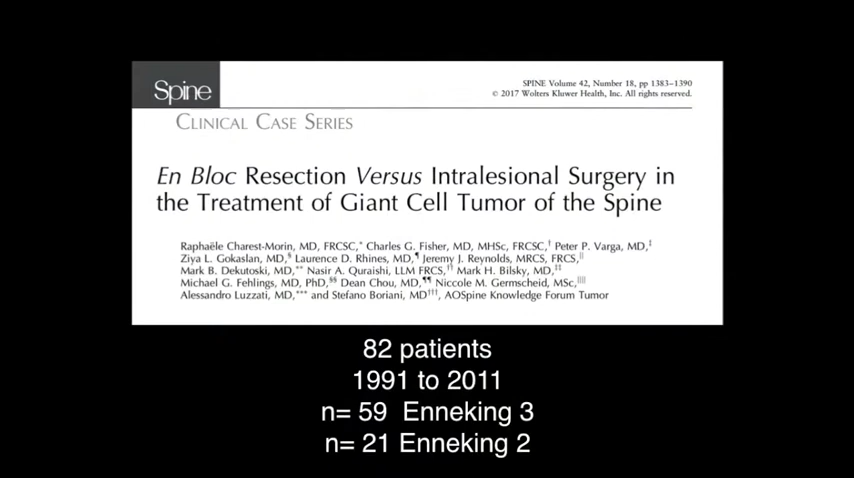 Spine
SPINE Volume 42, Number 18, pp 1383–1390
© 2017 Wolters Kluwer Health, Inc. All rights reserved.
CLINICAL CASE SERIES
En Bloc Resection Versus Intralesional Surgery in
the Treatment of Giant Cell Tumor of the Spine
Raphaële Charest-Morin, MD, FRCSC,* Charles G. Fisher, MD, MHSc, FRCSC,† Peter P. Varga, MD,‡
Ziya L. Gokaslan, MD,§ Laurence D. Rhines, MD,¶ Jeremy J. Reynolds, MRCS, FRCS,||
Mark B. Dekutoski, MD,** Nasir A. Quraishi, LLM FRCS,†† Mark H. Bilsky, MD,‡‡
Michael G. Fehlings, MD, PhD,§§ Dean Chou, MD,¶¶ Niccole M. Germscheid, MSc,||||
Alessandro Luzzati, MD,*** and Stefano Boriani, MD†††, AOSpine Knowledge Forum Tumor
82 patients
1991 to 2011
n= 59 Enneking 3
n= 21 Enneking 2